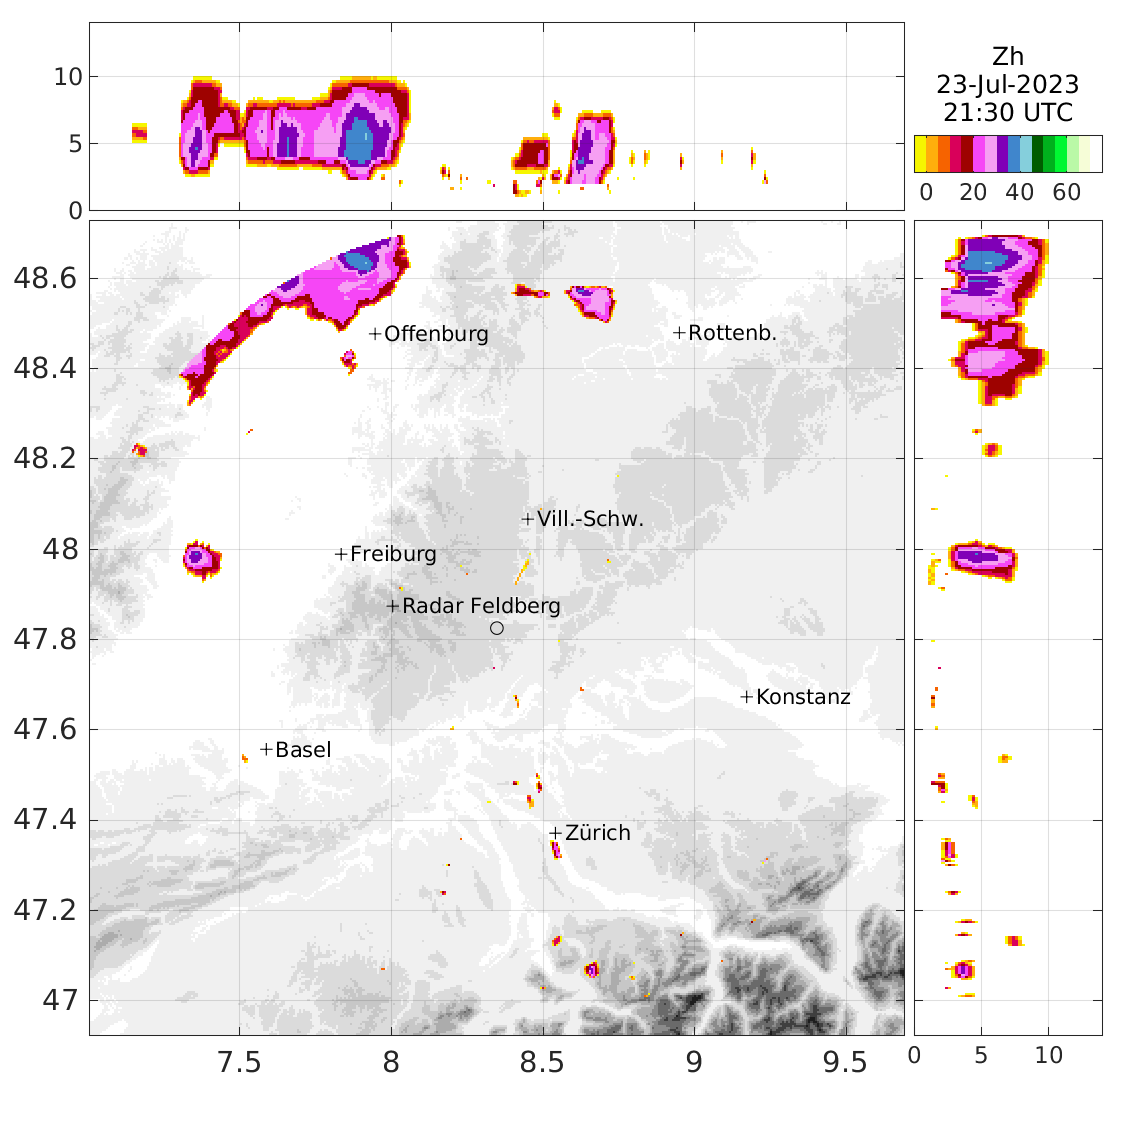 10
5
0
Zh
23-Jul-2023
21:30 UTC
0 20 40 60
48.6
48.4
48.2
48
47.8
47.6
47.4
47.2
47
Offenburg
Rottenb.
Vill.-Schw.
Freiburg
Radar Feldberg
Konstanz
Basel
Zürich
7.5 8 8.5 9 9.5
0 5 10